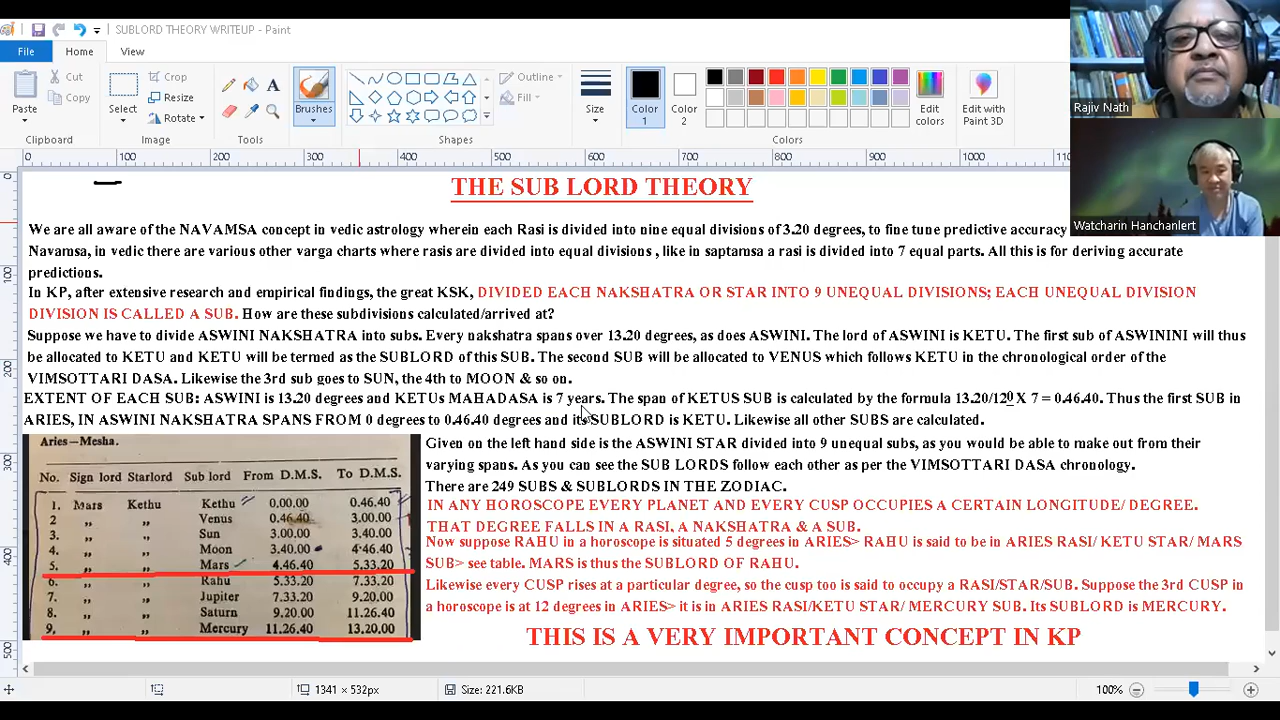 SUBLORD THEORY WRITEUP - Paint
File Home View
Paste Cut Copy
Select Crop Resize Rotate
Brushes
Outline Fill
Size Color 1 Color 2 Edit colors Edit with Paint 3D
Clipboard Image Tools Shapes Colors
Rajiv Nath
Watcharin Hanchanlert
0 100 200 300 400 500 600 700 800 900 1000
THE SUB LORD THEORY
We are all aware of the NAVAMSA concept in vedic astrology wherein each Rasi is divided into nine equal divisions of 3.20 degrees, to fine tune predictive accuracy
Navamsa, in vedic there are various other varga charts where rasis are divided into equal divisions , like in saptamsa a rasi is divided into 7 equal parts. All this is for deriving accurate
predictions.
In KP, after extensive research and empirical findings, the great KSK, DIVIDED EACH NAKSHATRA OR STAR INTO 9 UNEQUAL DIVISIONS; EACH UNEQUAL DIVISION
DIVISION IS CALLED A SUB. How are these subdivisions calculated/arrived at?
Suppose we have to divide ASWINI NAKSHATRA into subs. Every nakshatra spans over 13.20 degrees, as does ASWINI. The lord of ASWINI is KETU. The first sub of ASWININI will thus
be allocated to KETU and KETU will be termed as the SUBLORD of this SUB. The second SUB will be allocated to VENUS which follows KETU in the chronological order of the
VIMSOTTARI DASA. Likewise the 3rd sub goes to SUN, the 4th to MOON & so on.
EXTENT OF EACH SUB: ASWINI is 13.20 degrees and KETUs MAHADASA is 7 years. The span of KETUS SUB is calculated by the formula 13.20/120 X 7 = 0.46.40. Thus the first SUB in
ARIES, IN ASWINI NAKSHATRA SPANS FROM 0 degrees to 0.46.40 degrees and its SUBLORD is KETU. Likewise all other SUBS are calculated.
Aries—Mesha.
No. Sign lord Starlord Sub lord From D.M.S. To D.M.S.
1. Mars Kethu Kethu 0,00.00 0.46.40
2 ,, ,, Venus 0.46.40 3,00.00
3. ,, ,, Sun 3.00.00 3,40.00
4. ,, ,, Moon 3.40.00 4.46.40
5. ,, ,, Mars 4.46.40 5.33.20
6. ,, ,, Rahu 5.33.20 7.33.20
7. ,, ,, Jupiter 7.33.20 9.20.00
8. ,, ,, Saturn 9.20.00 11.26.40
9. ,, ,, Mercury 11.26.40 13.20.00
Given on the left hand side is the ASWINI STAR divided into 9 unequal subs, as you would be able to make out from their
varying spans. As you can see the SUB LORDS follow each other as per the VIMSOTTARI DASA chronology.
There are 249 SUBS & SUBLORDS IN THE ZODIAC.
IN ANY HOROSCOPE EVERY PLANET AND EVERY CUSP OCCUPIES A CERTAIN LONGITUDE/ DEGREE.
THAT DEGREE FALLS IN A RASI, A NAKSHATRA & A SUB.
Now suppose RAHU in a horoscope is situated 5 degrees in ARIES> RAHU is said to be in ARIES RASI/ KETU STAR/ MARS
SUB> see table. MARS is thus the SUBLORD OF RAHU.
Likewise every CUSP rises at a particular degree, so the cusp too is said to occupy a RASI/STAR/SUB. Suppose the 3rd CUSP in
a horoscope is at 12 degrees in ARIES> it is in ARIES RASI/KETU STAR/ MERCURY SUB. Its SUBLORD is MERCURY.
THIS IS A VERY IMPORTANT CONCEPT IN KP
1341 × 532px Size: 221.6KB 100%